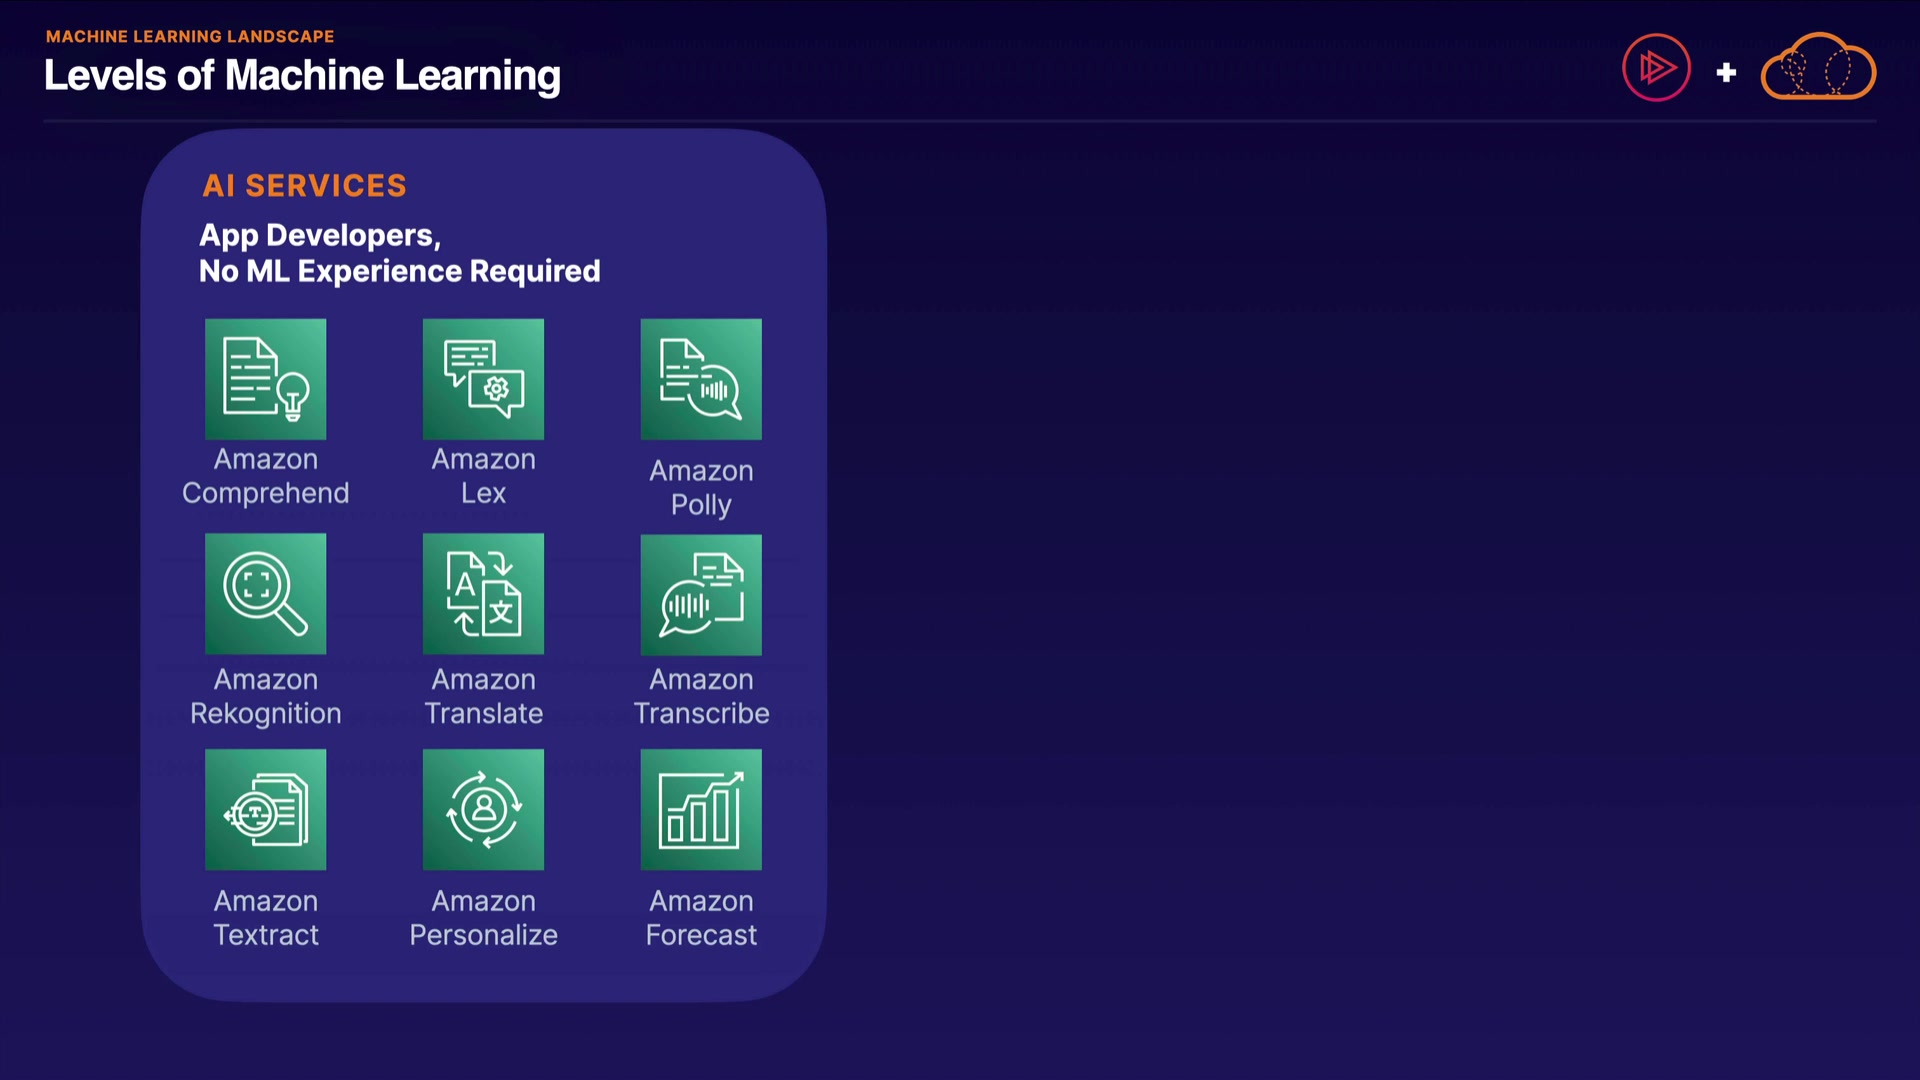 MACHINE LEARNING LANDSCAPE
Levels of Machine Learning
AI SERVICES
App Developers,
No ML Experience Required
Amazon
Comprehend
Amazon
Lex
Amazon
Polly
Amazon
Rekognition
Amazon
Translate
Amazon
Transcribe
Amazon
Textract
Amazon
Personalize
Amazon
Forecast